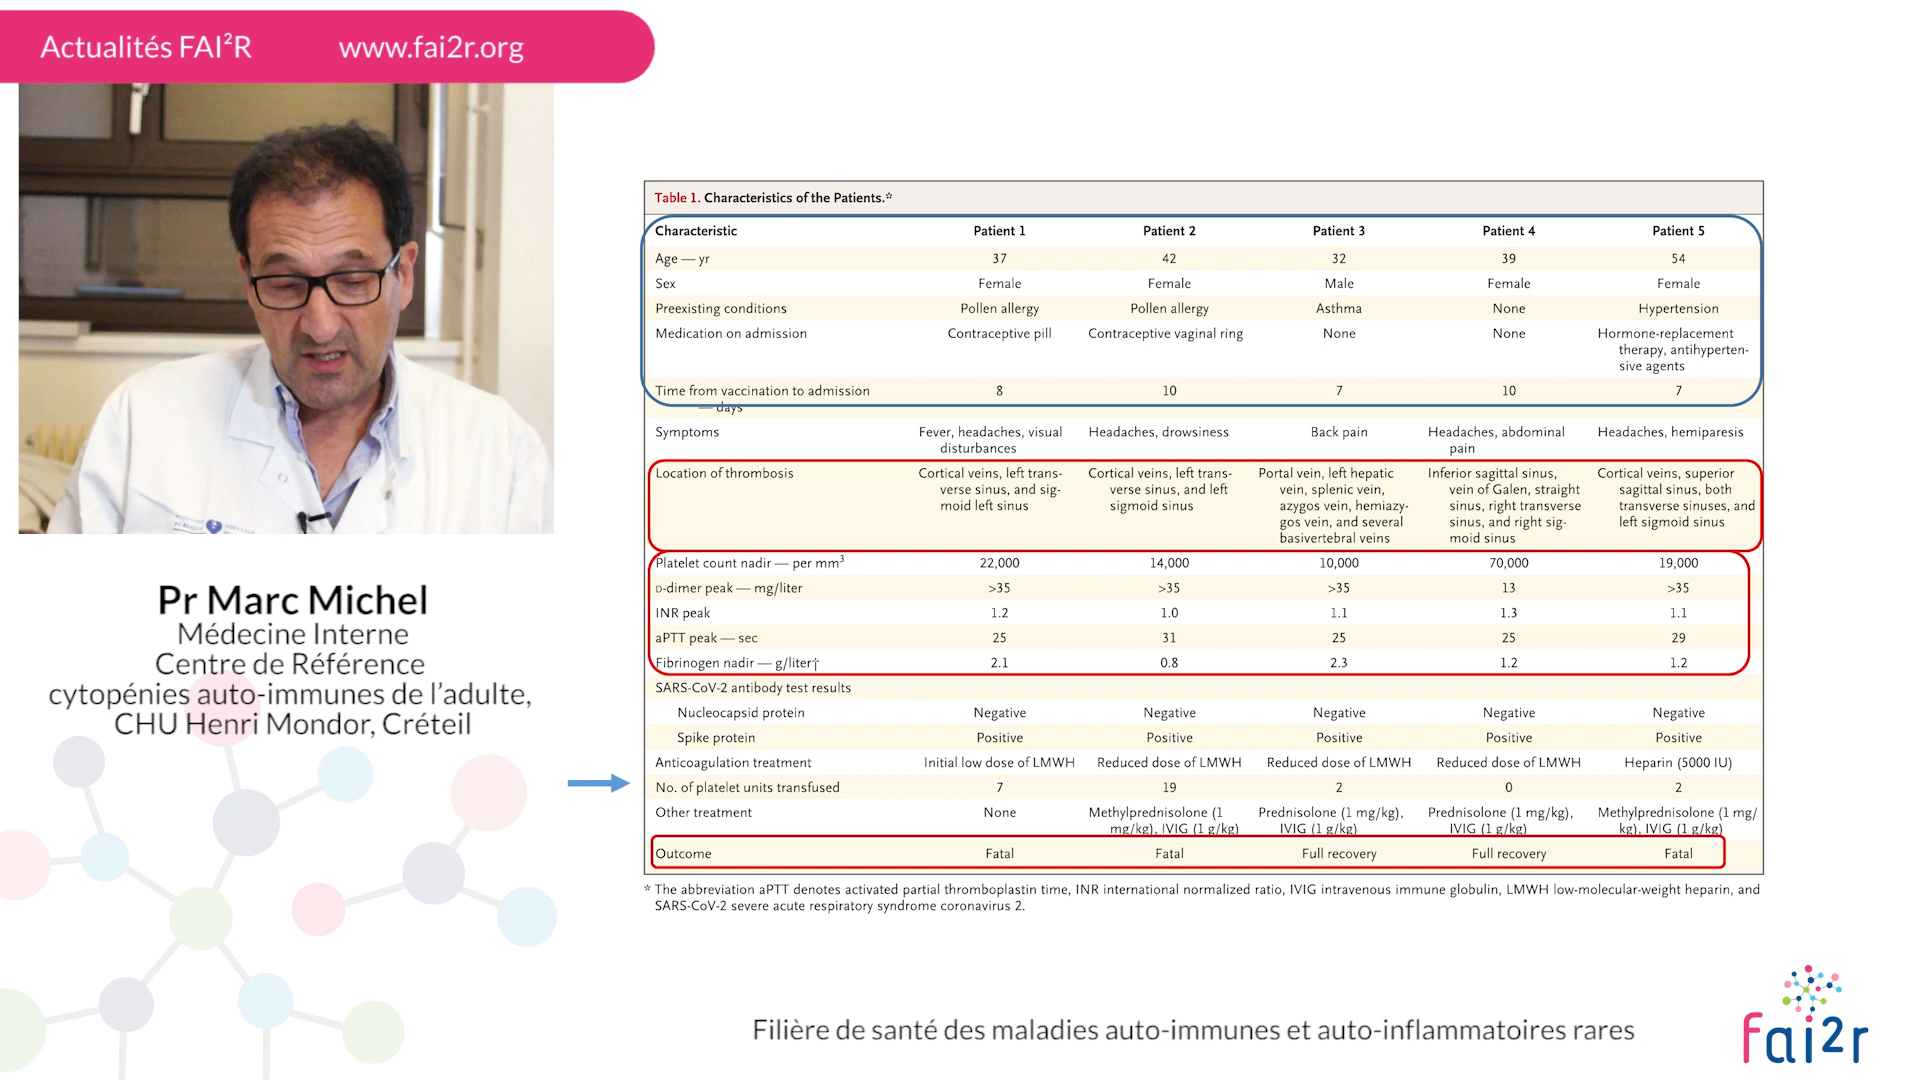 Actualités FAI²R www.fai2r.org
Pr Marc Michel
Médecine Interne
Centre de Référence
cytopénies auto-immunes de l'adulte,
CHU Henri Mondor, Créteil
Table 1. Characteristics of the Patients.*
Characteristic Patient 1 Patient 2 Patient 3 Patient 4 Patient 5
Age — yr 37 42 32 39 54
Sex Female Female Male Female Female
Preexisting conditions Pollen allergy Pollen allergy Asthma None Hypertension
Medication on admission Contraceptive pill Contraceptive vaginal ring None None Hormone-replacement
therapy, antihyperten-
sive agents
Time from vaccination to admission 8 10 7 10 7
— days
Symptoms Fever, headaches, visual Headaches, drowsiness Back pain Headaches, abdominal Headaches, hemiparesis
disturbances pain
Location of thrombosis Cortical veins, left trans- Cortical veins, left trans- Portal vein, left hepatic Inferior sagittal sinus, Cortical veins, superior
verse sinus, and sig- verse sinus, and left vein, splenic vein, vein of Galen, straight sagittal sinus, both
moid left sinus sigmoid sinus azygos vein, hemiazy- sinus, right transverse transverse sinuses, and
gos vein, and several sinus, and right sig- left sigmoid sinus
basivertebral veins moid sinus
Platelet count nadir — per mm³ 22,000 14,000 10,000 70,000 19,000
D-dimer peak — mg/liter >35 >35 >35 13 >35
INR peak 1.2 1.0 1.1 1.3 1.1
aPTT peak — sec 25 31 25 25 29
Fibrinogen nadir — g/liter† 2.1 0.8 2.3 1.2 1.2
SARS-CoV-2 antibody test results
Nucleocapsid protein Negative Negative Negative Negative Negative
Spike protein Positive Positive Positive Positive Positive
Anticoagulation treatment Initial low dose of LMWH Reduced dose of LMWH Reduced dose of LMWH Reduced dose of LMWH Heparin (5000 IU)
No. of platelet units transfused 7 19 2 0 2
Other treatment None Methylprednisolone (1 Prednisolone (1 mg/kg), Prednisolone (1 mg/kg), Methylprednisolone (1 mg/
mg/kg), IVIG (1 g/kg) IVIG (1 g/kg) IVIG (1 g/kg) kg), IVIG (1 g/kg)
Outcome Fatal Fatal Full recovery Full recovery Fatal
* The abbreviation aPTT denotes activated partial thromboplastin time, INR international normalized ratio, IVIG intravenous immune globulin, LMWH low-molecular-weight heparin, and
SARS-CoV-2 severe acute respiratory syndrome coronavirus 2.
Filière de santé des maladies auto-immunes et auto-inflammatoires rares
fai2r